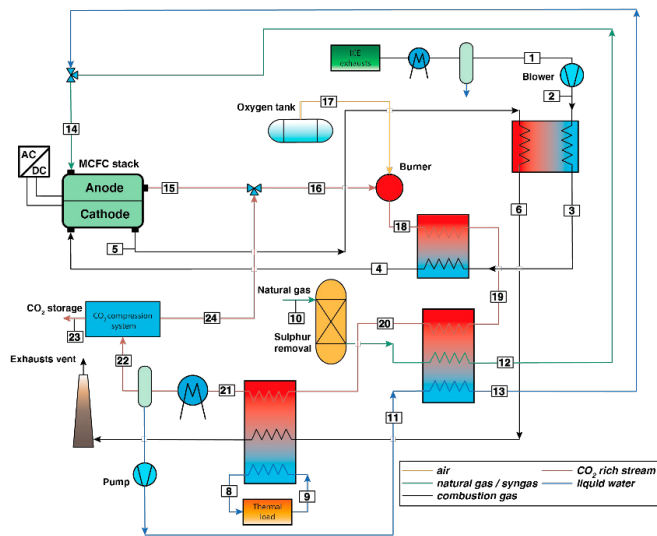 1
ICE
exhausts
Blower
2
17
Oxygen tank
14
MCFC stack
Burner
AC
DC
Anode
15
16
Cathode
6
3
18
5
4
19
Natural gas
10
CO2 storage
CO2 compression
system
24
20
23
Sulphur
removal
12
Exhausts vent
22
21
13
11
Pump
8
9
Thermal
load
air
CO2 rich stream
natural gas / syngas
liquid water
combustion gas